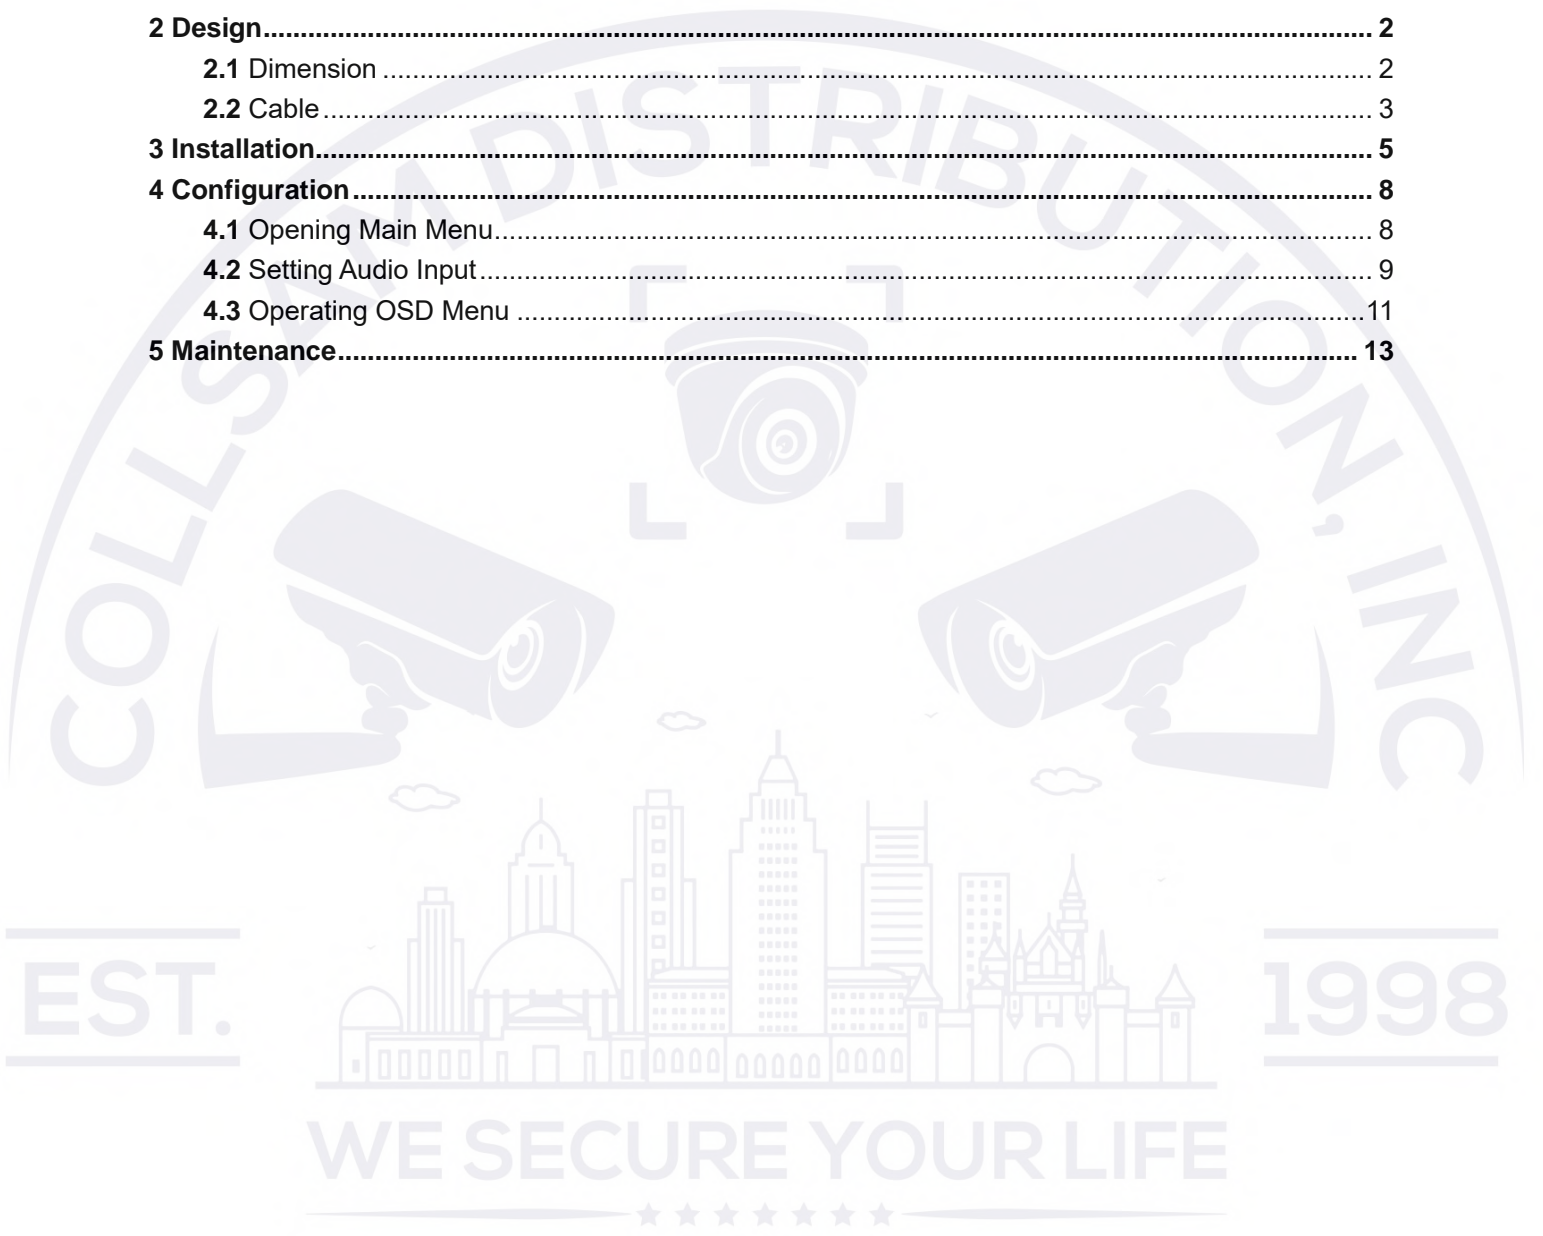 2 Design................................................................................................................................................ 2
2.1 Dimension ................................................................................................................................ 2
2.2 Cable ........................................................................................................................................ 3
3 Installation.......................................................................................................................................... 5
4 Configuration ..................................................................................................................................... 8
4.1 Opening Main Menu.................................................................................................................. 8
4.2 Setting Audio Input .................................................................................................................... 9
4.3 Operating OSD Menu ...............................................................................................................11
5 Maintenance...................................................................................................................................... 13
COLLSAM DISTRIBUTION, INC
EST.
1998
WE SECURE YOUR LIFE